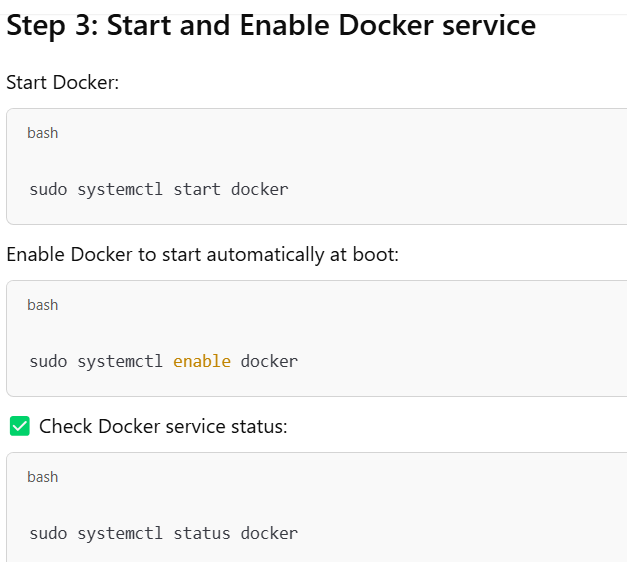 Step 3: Start and Enable Docker service
Start Docker:
bash
sudo systemctl start docker
Enable Docker to start automatically at boot:
bash
sudo systemctl enable docker
✅ Check Docker service status:
bash
sudo systemctl status docker